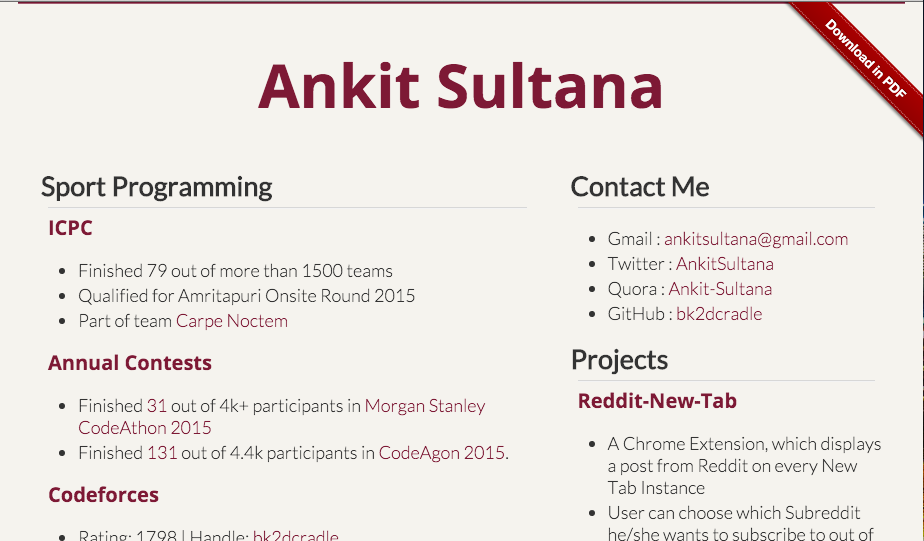 Download in PDF
Ankit Sultana
Sport Programming
ICPC
Finished 79 out of more than 1500 teams
Qualified for Amritapuri Onsite Round 2015
Part of team Carpe Noctem
Annual Contests
Finished 31 out of 4k+ participants in Morgan Stanley
CodeAthon 2015
Finished 131 out of 4.4k participants in CodeAgon 2015.
Codeforces
Rating: 1798 | Handle: bk2dcradle
Contact Me
Gmail : ankitsultana@gmail.com
Twitter : AnkitSultana
Quora : Ankit-Sultana
GitHub : bk2dcradle
Projects
Reddit-New-Tab
A Chrome Extension, which displays
a post from Reddit on every New
Tab Instance
User can choose which Subreddit
he/she wants to subscribe to out of